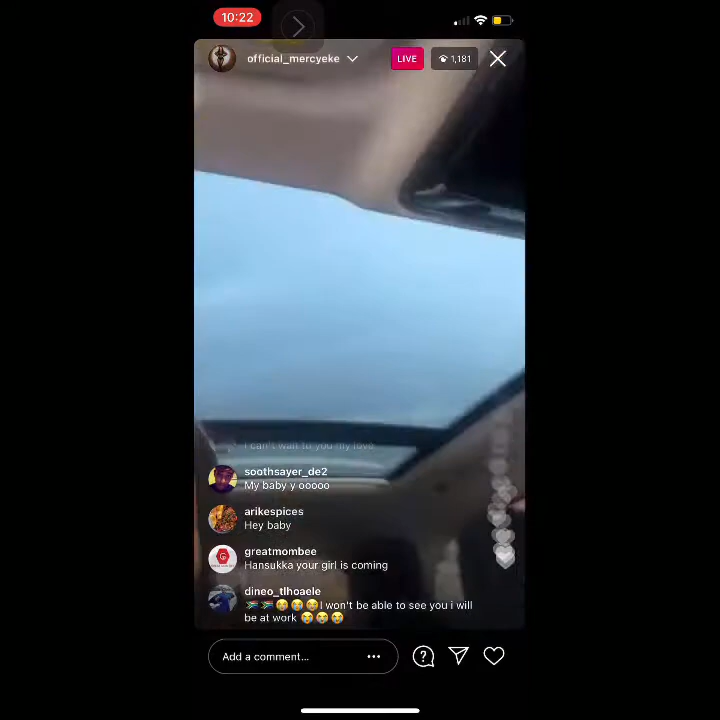 10:22
official_mercyeke
LIVE
1,181
I can't wait to you my love
soothsayer_de2
My baby y ooooo
arikespices
Hey baby
greatmombee
Hansukka your girl is coming
dineo_tlhoaele
🇿🇦🇿🇦😭😭😭I won't be able to see you i will
be at work 😭😭😭
Add a comment...